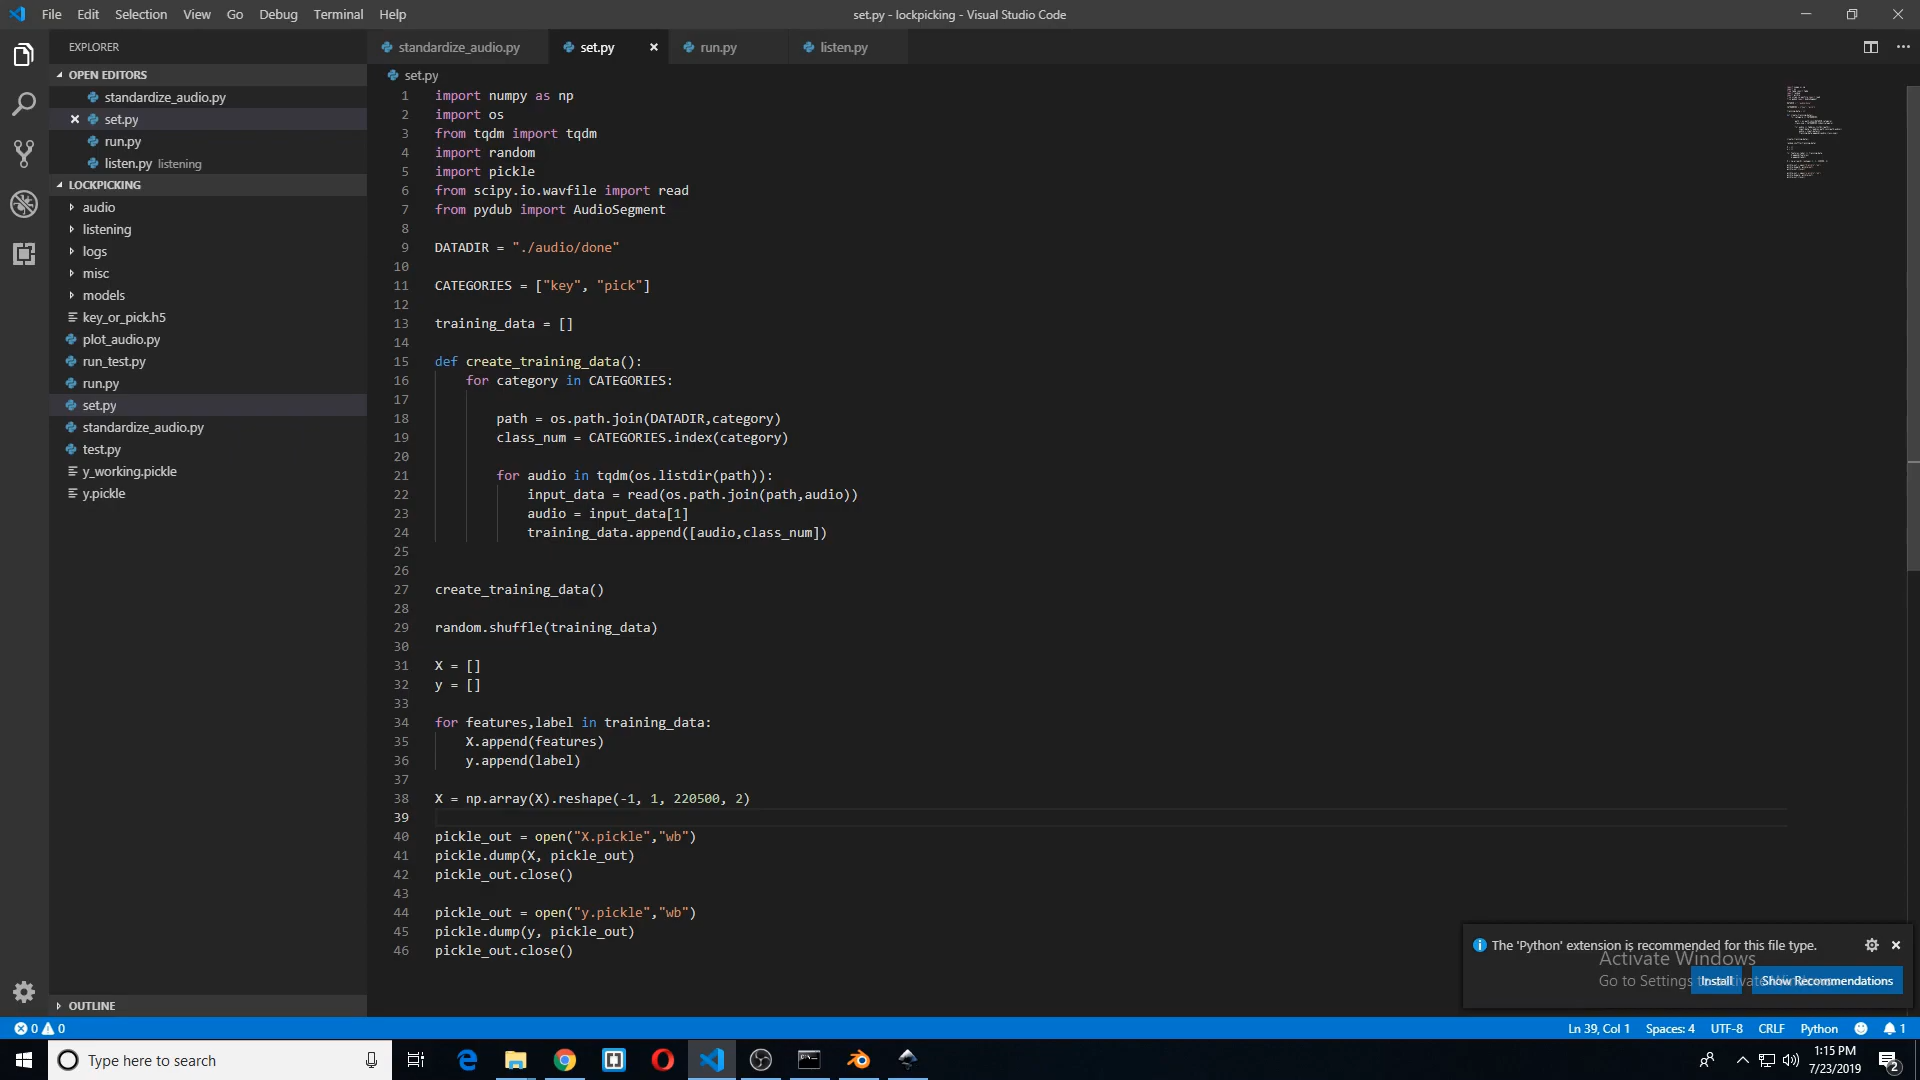 File Edit Selection View Go Debug Terminal Help
set.py - lockpicking - Visual Studio Code
EXPLORER
OPEN EDITORS
standardize_audio.py
set.py
run.py
listen.py listening
LOCKPICKING
audio
listening
logs
misc
models
key_or_pick.h5
plot_audio.py
run_test.py
run.py
set.py
standardize_audio.py
test.py
y_working.pickle
y.pickle
OUTLINE
standardize_audio.py set.py run.py listen.py
set.py
1 import numpy as np
2 import os
3 from tqdm import tqdm
4 import random
5 import pickle
6 from scipy.io.wavfile import read
7 from pydub import AudioSegment
8
9 DATADIR = "./audio/done"
10
11 CATEGORIES = ["key", "pick"]
12
13 training_data = []
14
15 def create_training_data():
16 for category in CATEGORIES:
17
18 path = os.path.join(DATADIR,category)
19 class_num = CATEGORIES.index(category)
20
21 for audio in tqdm(os.listdir(path)):
22 input_data = read(os.path.join(path,audio))
23 audio = input_data[1]
24 training_data.append([audio,class_num])
25
26
27 create_training_data()
28
29 random.shuffle(training_data)
30
31 X = []
32 y = []
33
34 for features,label in training_data:
35 X.append(features)
36 y.append(label)
37
38 X = np.array(X).reshape(-1, 1, 220500, 2)
39
40 pickle_out = open("X.pickle","wb")
41 pickle.dump(X, pickle_out)
42 pickle_out.close()
43
44 pickle_out = open("y.pickle","wb")
45 pickle.dump(y, pickle_out)
46 pickle_out.close()
The 'Python' extension is recommended for this file type.
Activate Windows
Go to Settings to activate Windows.
Install Show Recommendations
0 0
Ln 39, Col 1 Spaces: 4 UTF-8 CRLF Python 1
Type here to search
1:15 PM
7/23/2019
2